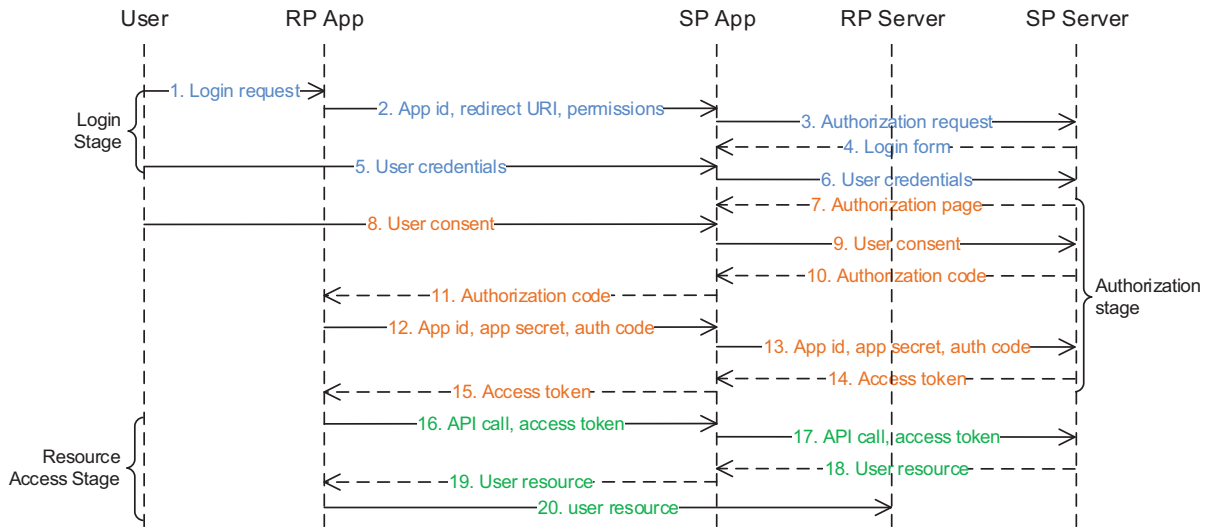 User RP App SP App RP Server SP Server
1. Login request
2. App id, redirect URI, permissions
3. Authorization request
Login
Stage
4. Login form
5. User credentials
6. User credentials
7. Authorization page
8. User consent
9. User consent
10. Authorization code
Authorization
stage
11. Authorization code
12. App id, app secret, auth code
13. App id, app secret, auth code
14. Access token
15. Access token
16. API call, access token
17. API call, access token
Resource
Access Stage
18. User resource
19. User resource
20. user resource